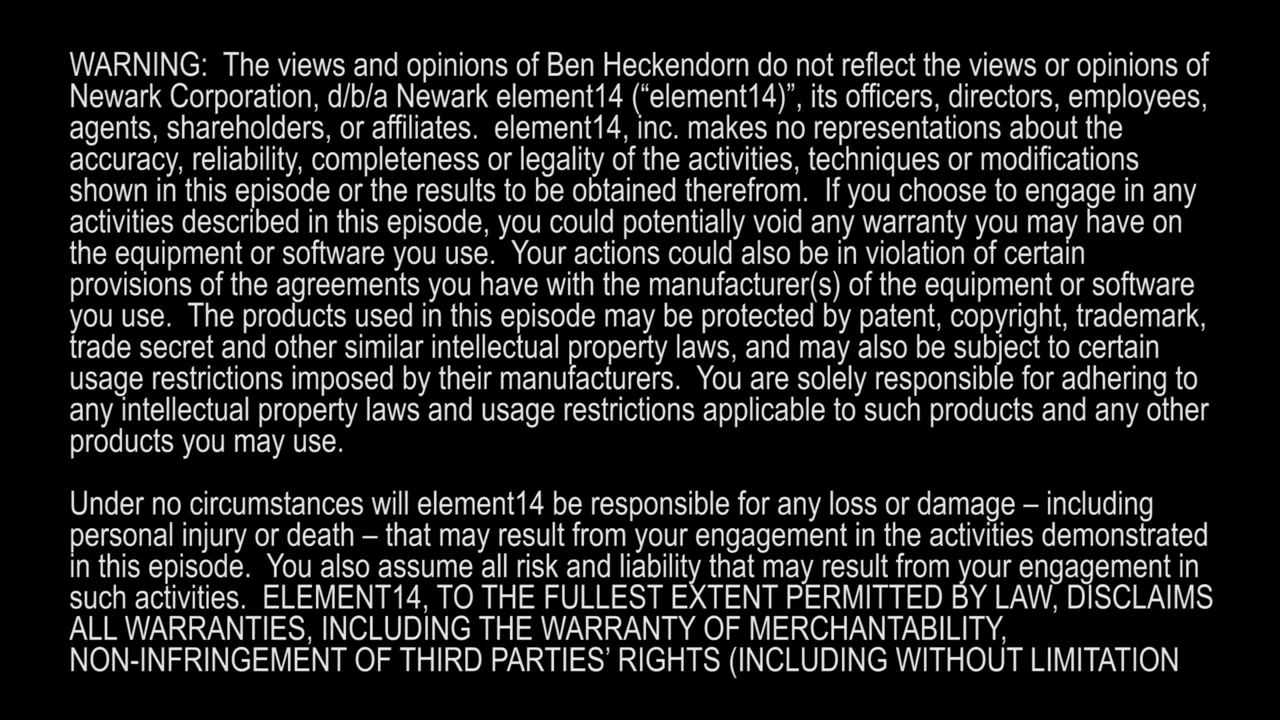 WARNING:  The views and opinions of Ben Heckendorn do not reflect the views or opinions of
Newark Corporation, d/b/a Newark element14 (“element14)”, its officers, directors, employees,
agents, shareholders, or affiliates.  element14, inc. makes no representations about the
accuracy, reliability, completeness or legality of the activities, techniques or modifications
shown in this episode or the results to be obtained therefrom.  If you choose to engage in any
activities described in this episode, you could potentially void any warranty you may have on
the equipment or software you use.  Your actions could also be in violation of certain
provisions of the agreements you have with the manufacturer(s) of the equipment or software
you use.  The products used in this episode may be protected by patent, copyright, trademark,
trade secret and other similar intellectual property laws, and may also be subject to certain
usage restrictions imposed by their manufacturers.  You are solely responsible for adhering to
any intellectual property laws and usage restrictions applicable to such products and any other
products you may use.
Under no circumstances will element14 be responsible for any loss or damage – including
personal injury or death – that may result from your engagement in the activities demonstrated
in this episode.  You also assume all risk and liability that may result from your engagement in
such activities.  ELEMENT14, TO THE FULLEST EXTENT PERMITTED BY LAW, DISCLAIMS
ALL WARRANTIES, INCLUDING THE WARRANTY OF MERCHANTABILITY,
NON-INFRINGEMENT OF THIRD PARTIES’ RIGHTS (INCLUDING WITHOUT LIMITATION